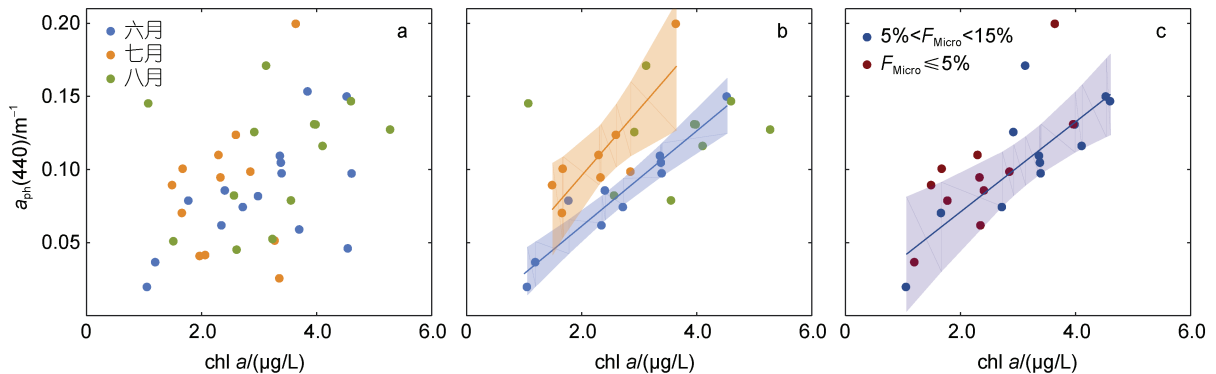 a_ph(440)/m⁻¹
0.20
0.15
0.10
0.05
六月
七月
八月
a
0 2.0 4.0 6.0
chl a/(μg/L)
b
0 2.0 4.0 6.0
chl a/(μg/L)
5%<F_Micro<15%
F_Micro≤5%
c
0 2.0 4.0 6.0
chl a/(μg/L)